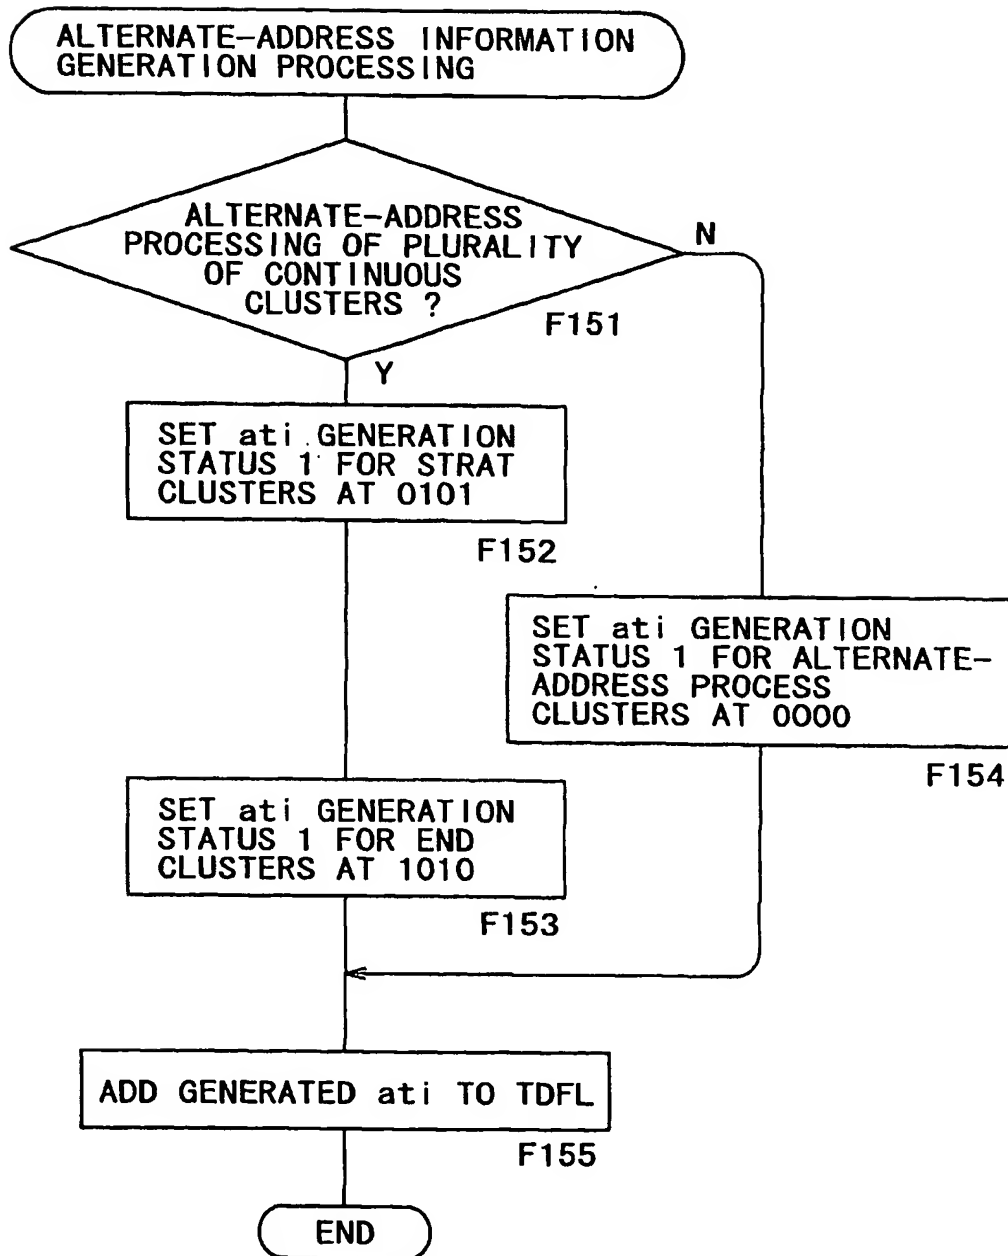 ALTERNATE-ADDRESS INFORMATION
GENERATION PROCESSING
ALTERNATE-ADDRESS
PROCESSING OF PLURALITY
OF CONTINUOUS
CLUSTERS ?
N
F151
Y
SET ati GENERATION
STATUS 1 FOR STRAT
CLUSTERS AT 0101
F152
SET ati GENERATION
STATUS 1 FOR ALTERNATE-
ADDRESS PROCESS
CLUSTERS AT 0000
F154
SET ati GENERATION
STATUS 1 FOR END
CLUSTERS AT 1010
F153
ADD GENERATED ati TO TDFL
F155
END